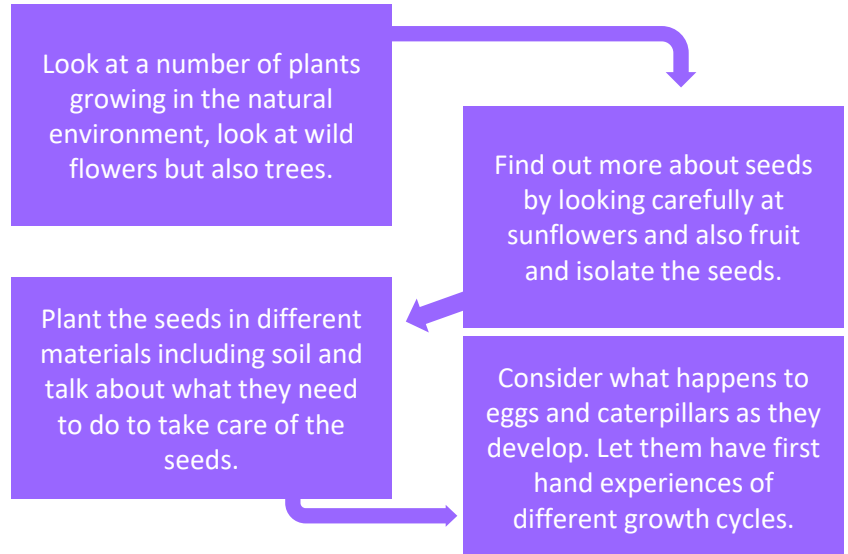 Look at a number of plants
growing in the natural
environment, look at wild
flowers but also trees.
Find out more about seeds
by looking carefully at
sunflowers and also fruit
and isolate the seeds.
Plant the seeds in different
materials including soil and
talk about what they need
to do to take care of the
seeds.
Consider what happens to
eggs and caterpillars as they
develop. Let them have first
hand experiences of
different growth cycles.